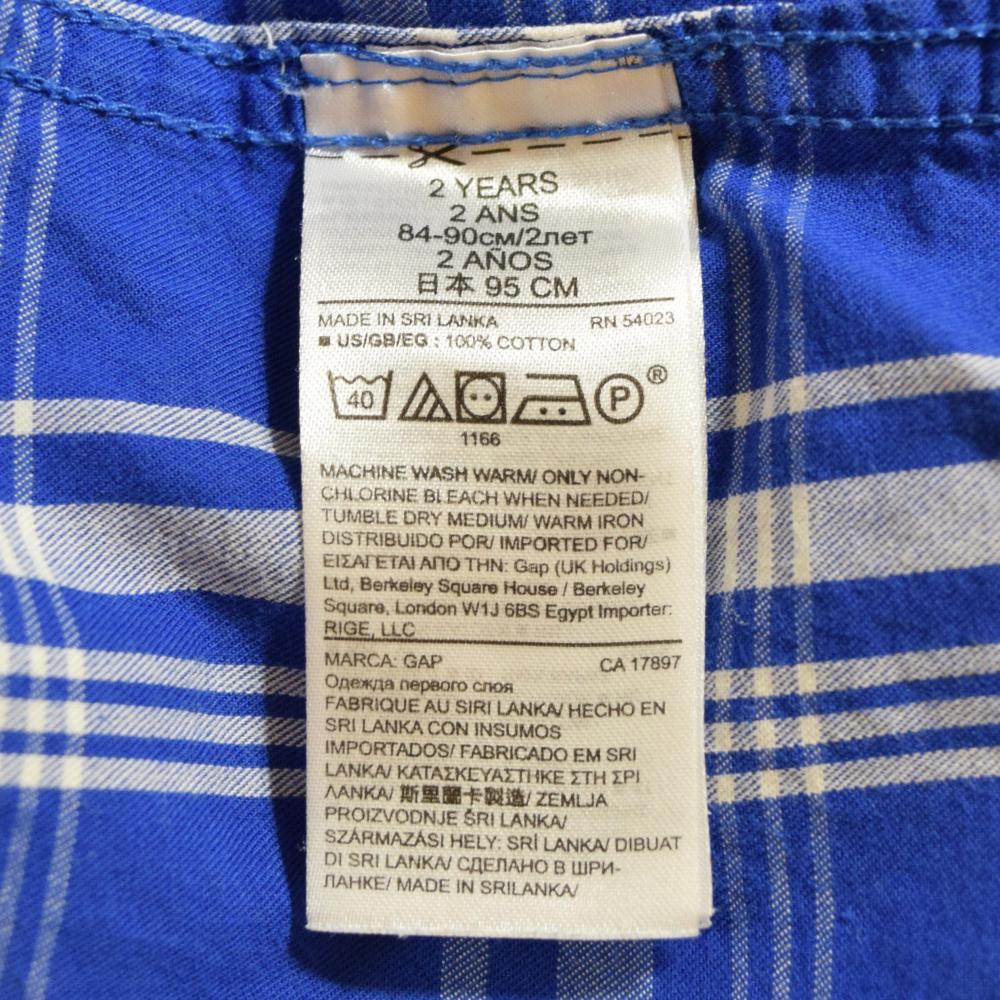 2 YEARS
2 ANS
84-90см/2лет
2 AÑOS
日本 95 CM
MADE IN SRI LANKA RN 54023
■ US/GB/EG : 100% COTTON
40 P ®
1166
MACHINE WASH WARM/ ONLY NON-
CHLORINE BLEACH WHEN NEEDED/
TUMBLE DRY MEDIUM/ WARM IRON
DISTRIBUIDO POR/ IMPORTED FOR/
ΕΙΣΑΓΕΤΑΙ ΑΠΟ ΤΗΝ: Gap (UK Holdings)
Ltd, Berkeley Square House / Berkeley
Square, London W1J 6BS Egypt Importer:
RIGE, LLC
MARCA: GAP CA 17897
Одежда первого слоя
FABRIQUE AU SIRI LANKA/ HECHO EN
SRI LANKA CON INSUMOS
IMPORTADOS/ FABRICADO EM SRI
LANKA/ ΚΑΤΑΣΚΕΥΑΣΤΗΚΕ ΣΤΗ ΣΡΙ
ΛΑΝΚΑ/ 斯里蘭卡製造/ ZEMLJA
PROIZVODNJE ŠRI LANKA/
SZÁRMAZÁSI HELY: SRÍ LANKA/ DIBUAT
DI SRI LANKA/ СДЕЛАНО В ШРИ-
ЛАНКЕ/ MADE IN SRILANKA/